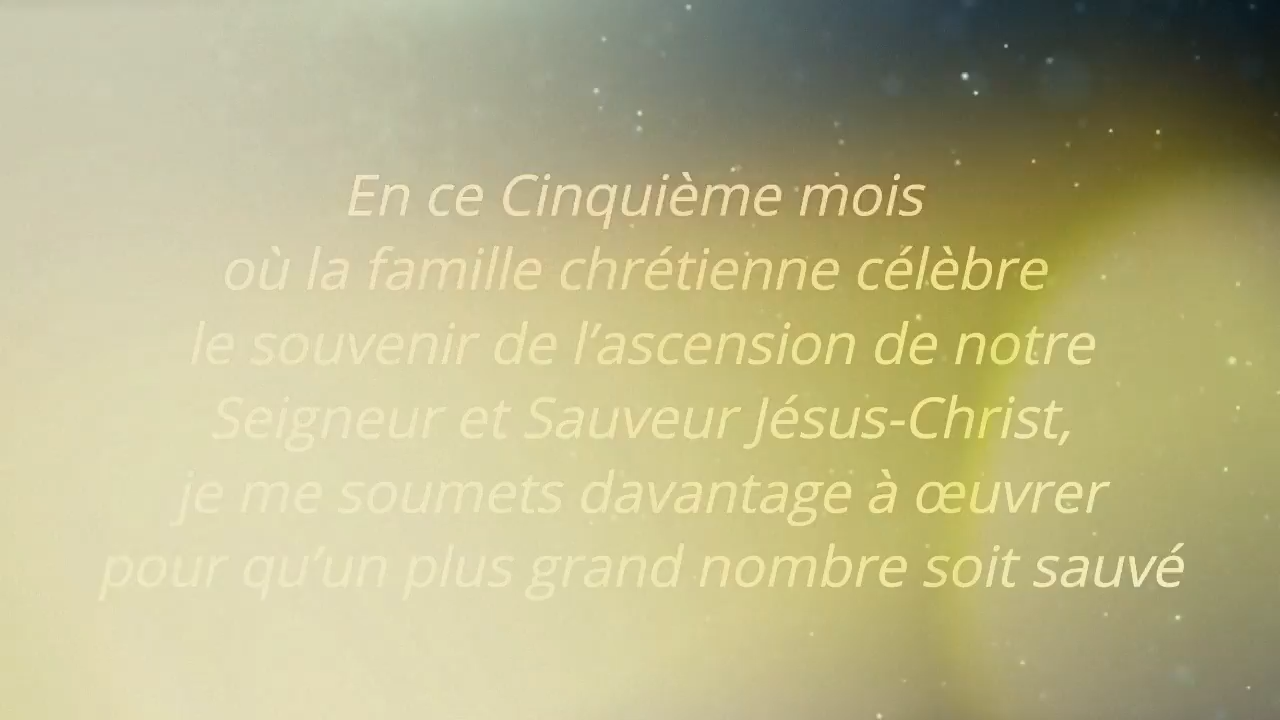 En ce Cinquième mois
où la famille chrétienne célèbre
le souvenir de l’ascension de notre
Seigneur et Sauveur Jésus-Christ,
je me soumets davantage à œuvrer
pour qu’un plus grand nombre soit sauvé